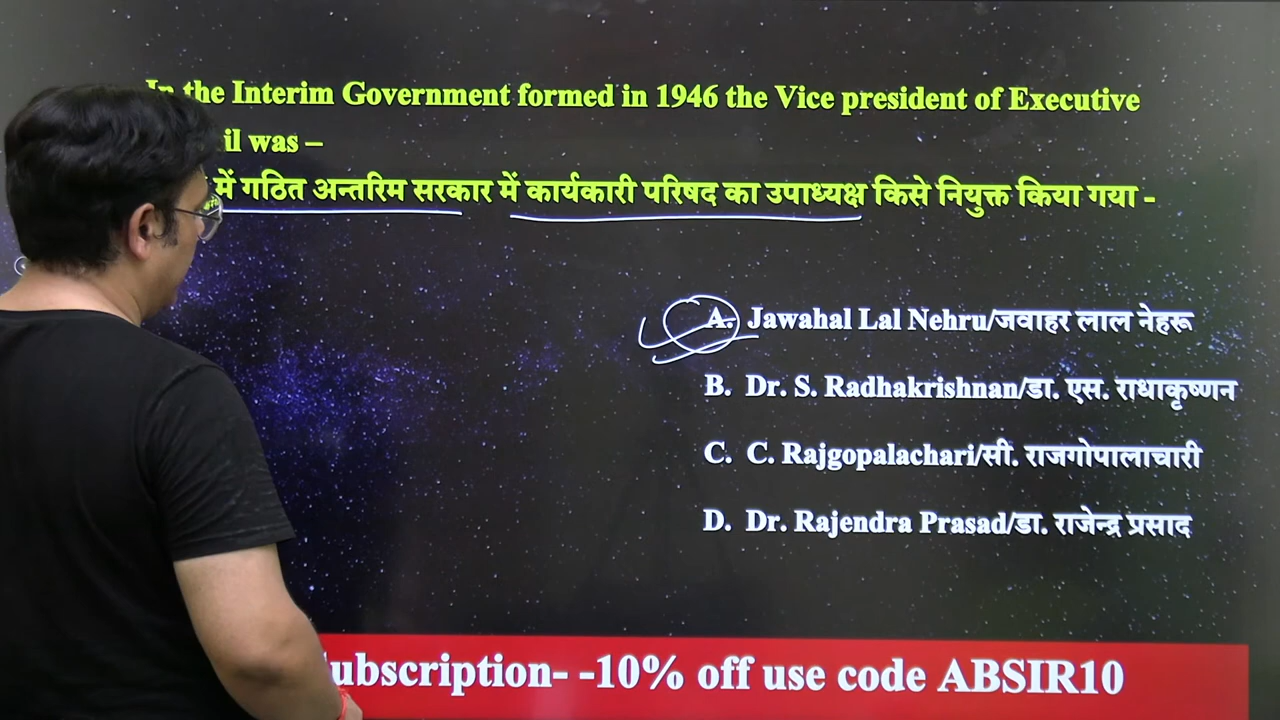 In the Interim Government formed in 1946 the Vice president of Executive
was –
में गठित अन्तरिम सरकार में कार्यकारी परिषद का उपाध्यक्ष किसे नियुक्त किया गया -
A. Jawahal Lal Nehru/जवाहर लाल नेहरू
B. Dr. S. Radhakrishnan/डा. एस. राधाकृष्णन
C. C. Rajgopalachari/सी. राजगोपालाचारी
D. Dr. Rajendra Prasad/डा. राजेन्द्र प्रसाद
ubscription- -10% off use code ABSIR10